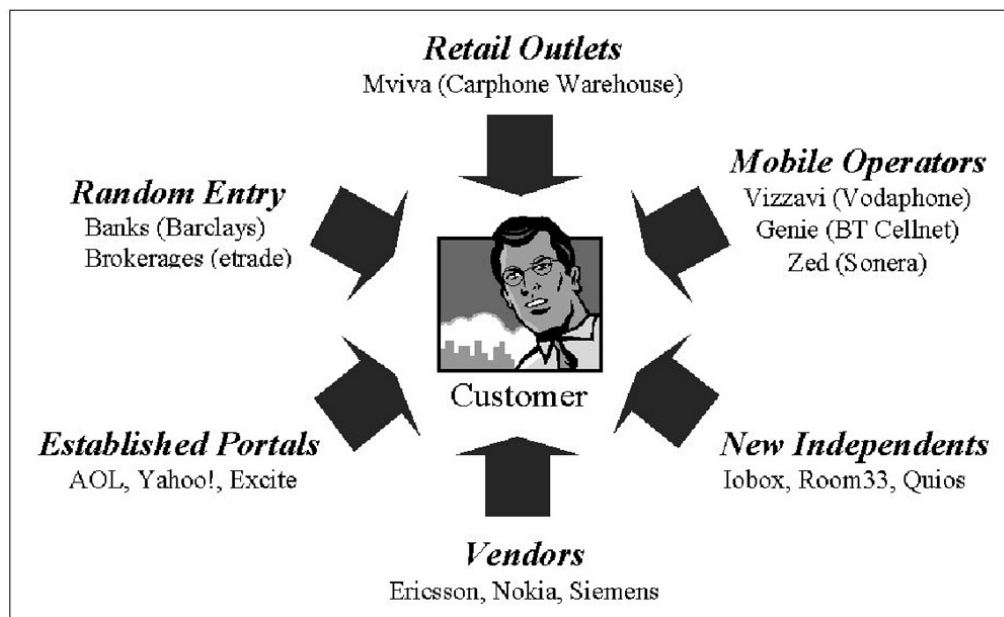 Retail Outlets
Mviva (Carphone Warehouse)
Mobile Operators
Vizzavi (Vodaphone)
Genie (BT Cellnet)
Zed (Sonera)
Random Entry
Banks (Barclays)
Brokerages (etrade)
Customer
Established Portals
AOL, Yahoo!, Excite
New Independents
Iobox, Room33, Quios
Vendors
Ericsson, Nokia, Siemens